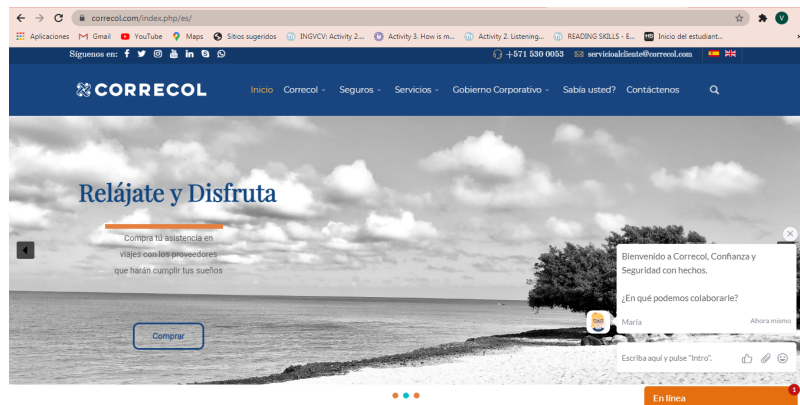 correcol.com/index.php/es/
V
Aplicaciones Gmail YouTube Maps Sitios sugeridos INGVCV: Activity 2.... Activity 3. How is m... Activity 2. Listening... READING SKILLS - E... Inicio del estudiant...
Síguenos en: +571 530 0053 servicioalcliente@correcol.com
CORRECOL Inicio Correcol Seguros Servicios Gobierno Corporativo Sabía usted? Contáctenos
Relájate y Disfruta
Compra tú asistencia en
viajes con los proveedores
que harán cumplir tus sueños
Comprar
Bienvenido a Correcol, Confianza y
Seguridad con hechos.
¿En qué podemos colaborarle?
María Ahora mismo
Escriba aquí y pulse "Intro".
En línea 1